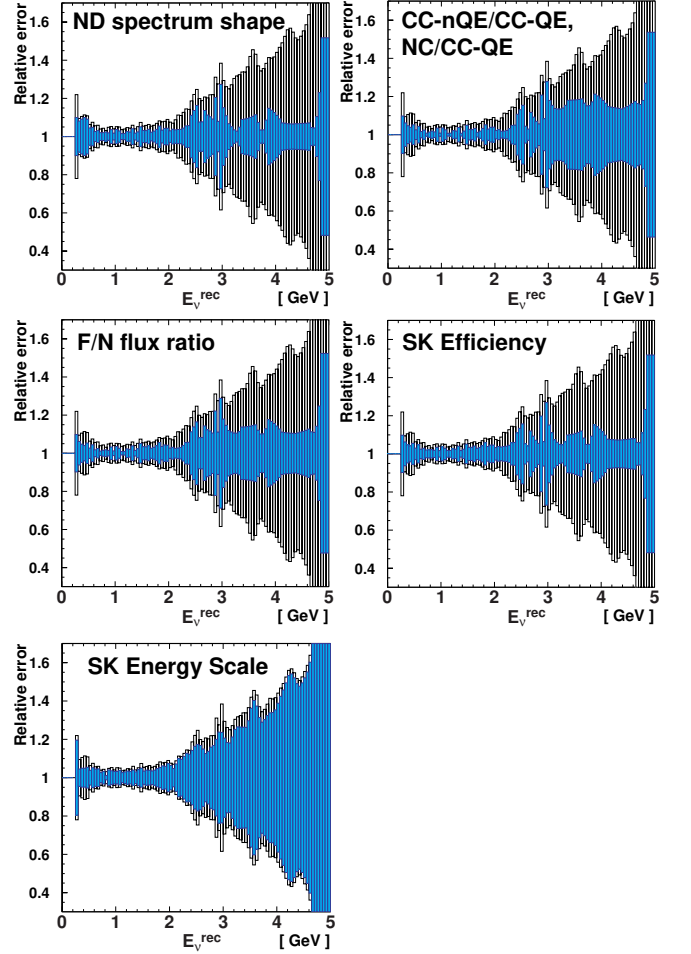 ND spectrum shape
Relative error
1.6
1.4
1.2
1
0.8
0.6
0.4
0 1 2 3 4 5
E_ν^rec [ GeV ]
CC-nQE/CC-QE,
NC/CC-QE
Relative error
1.6
1.4
1.2
1
0.8
0.6
0.4
0 1 2 3 4 5
E_ν^rec [ GeV ]
F/N flux ratio
Relative error
1.6
1.4
1.2
1
0.8
0.6
0.4
0 1 2 3 4 5
E_ν^rec [ GeV ]
SK Efficiency
Relative error
1.6
1.4
1.2
1
0.8
0.6
0.4
0 1 2 3 4 5
E_ν^rec [ GeV ]
SK Energy Scale
Relative error
1.6
1.4
1.2
1
0.8
0.6
0.4
0 1 2 3 4 5
E_ν^rec [ GeV ]